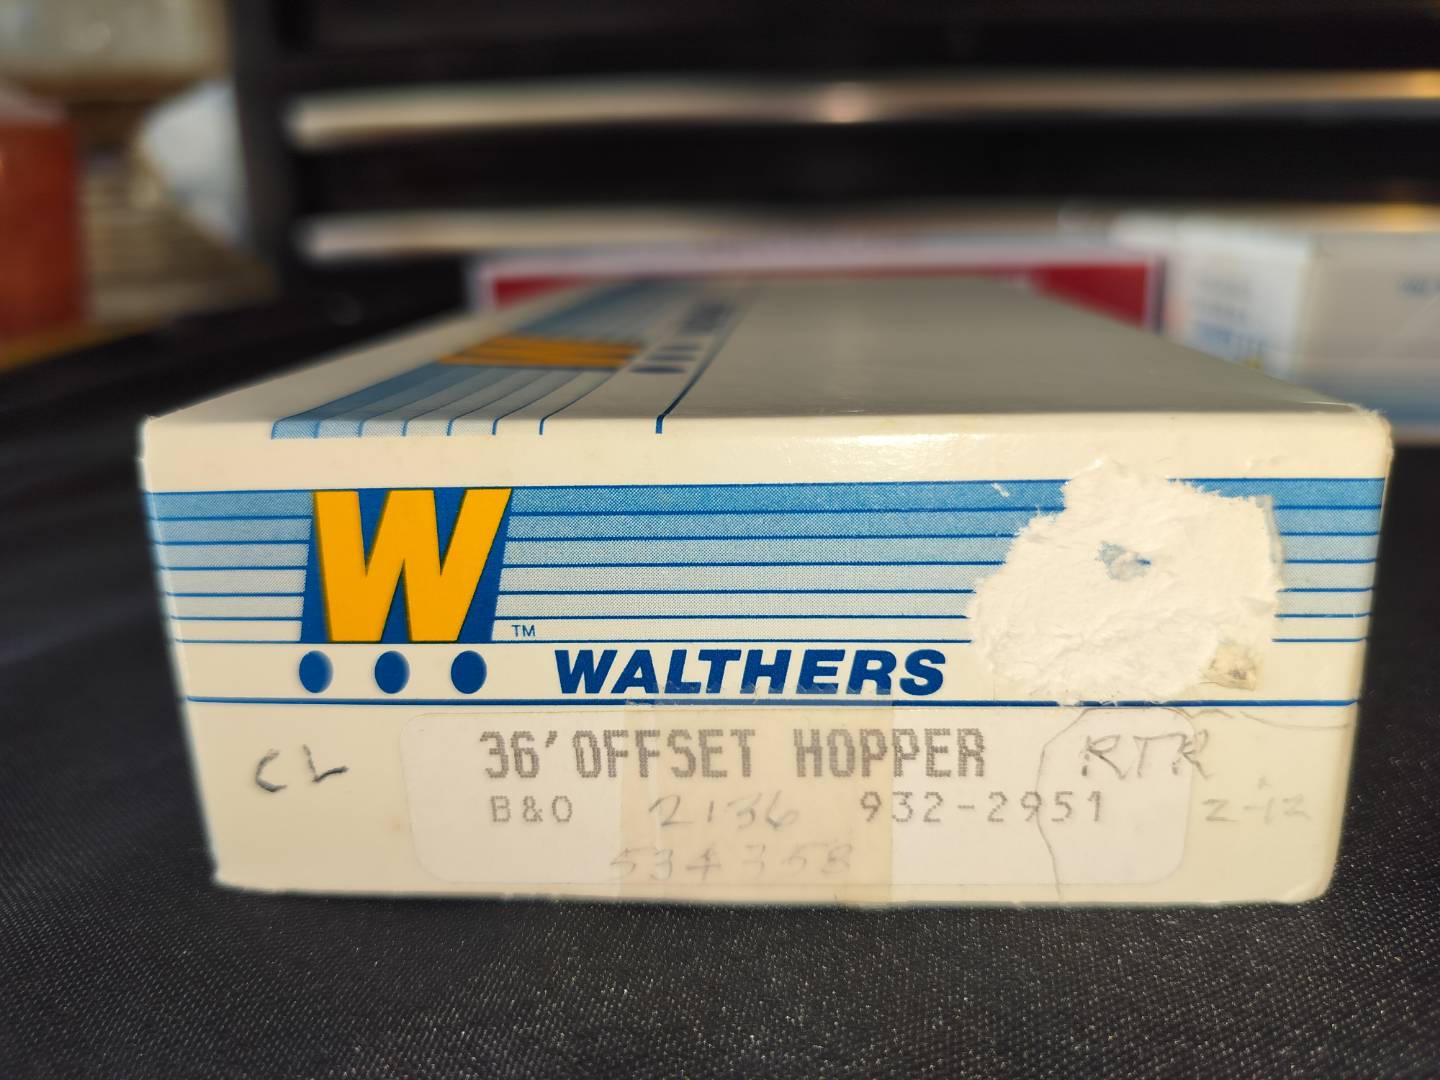 W
TM
WALTHERS
CL
36' OFFSET HOPPER RTR
B&O 2136 932-2951 2-12
534358